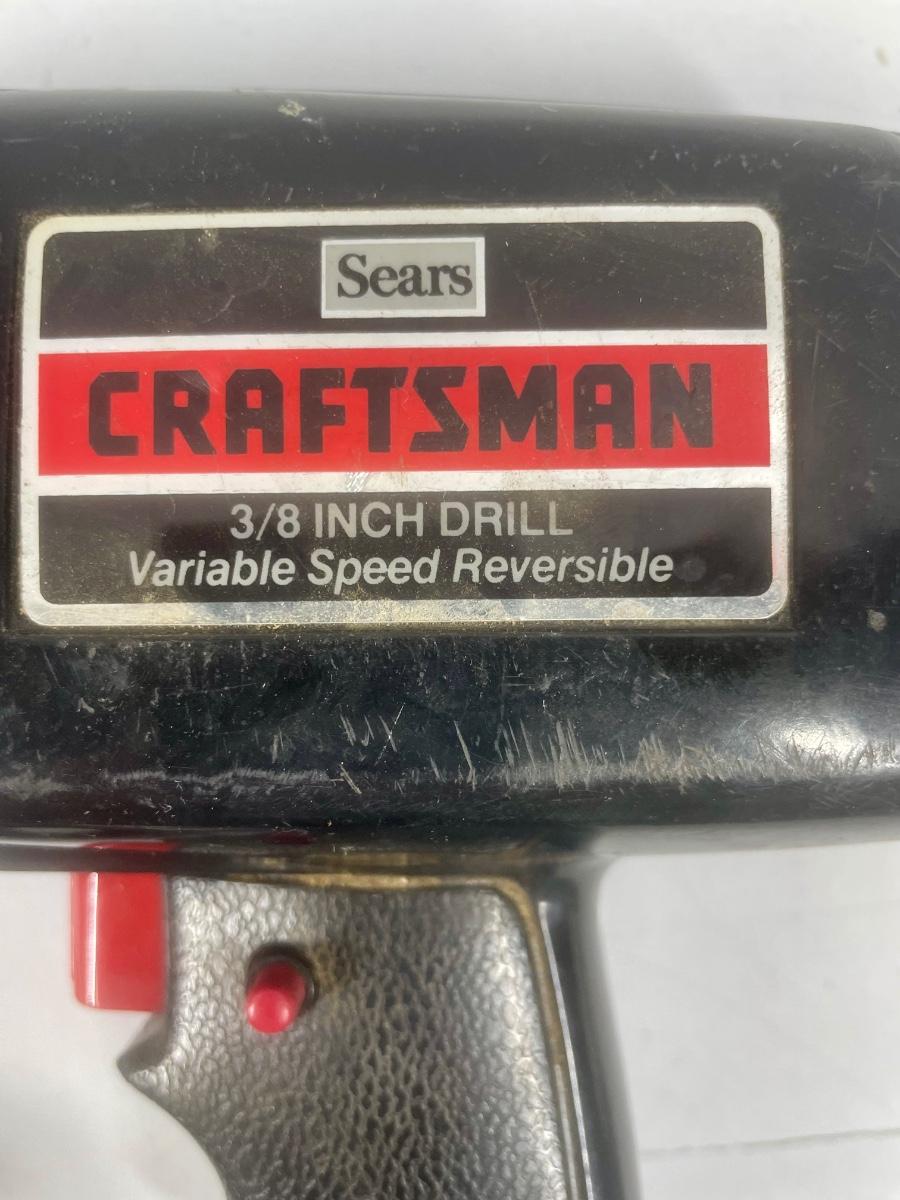 Sears
CRAFTSMAN
3/8 INCH DRILL
Variable Speed Reversible